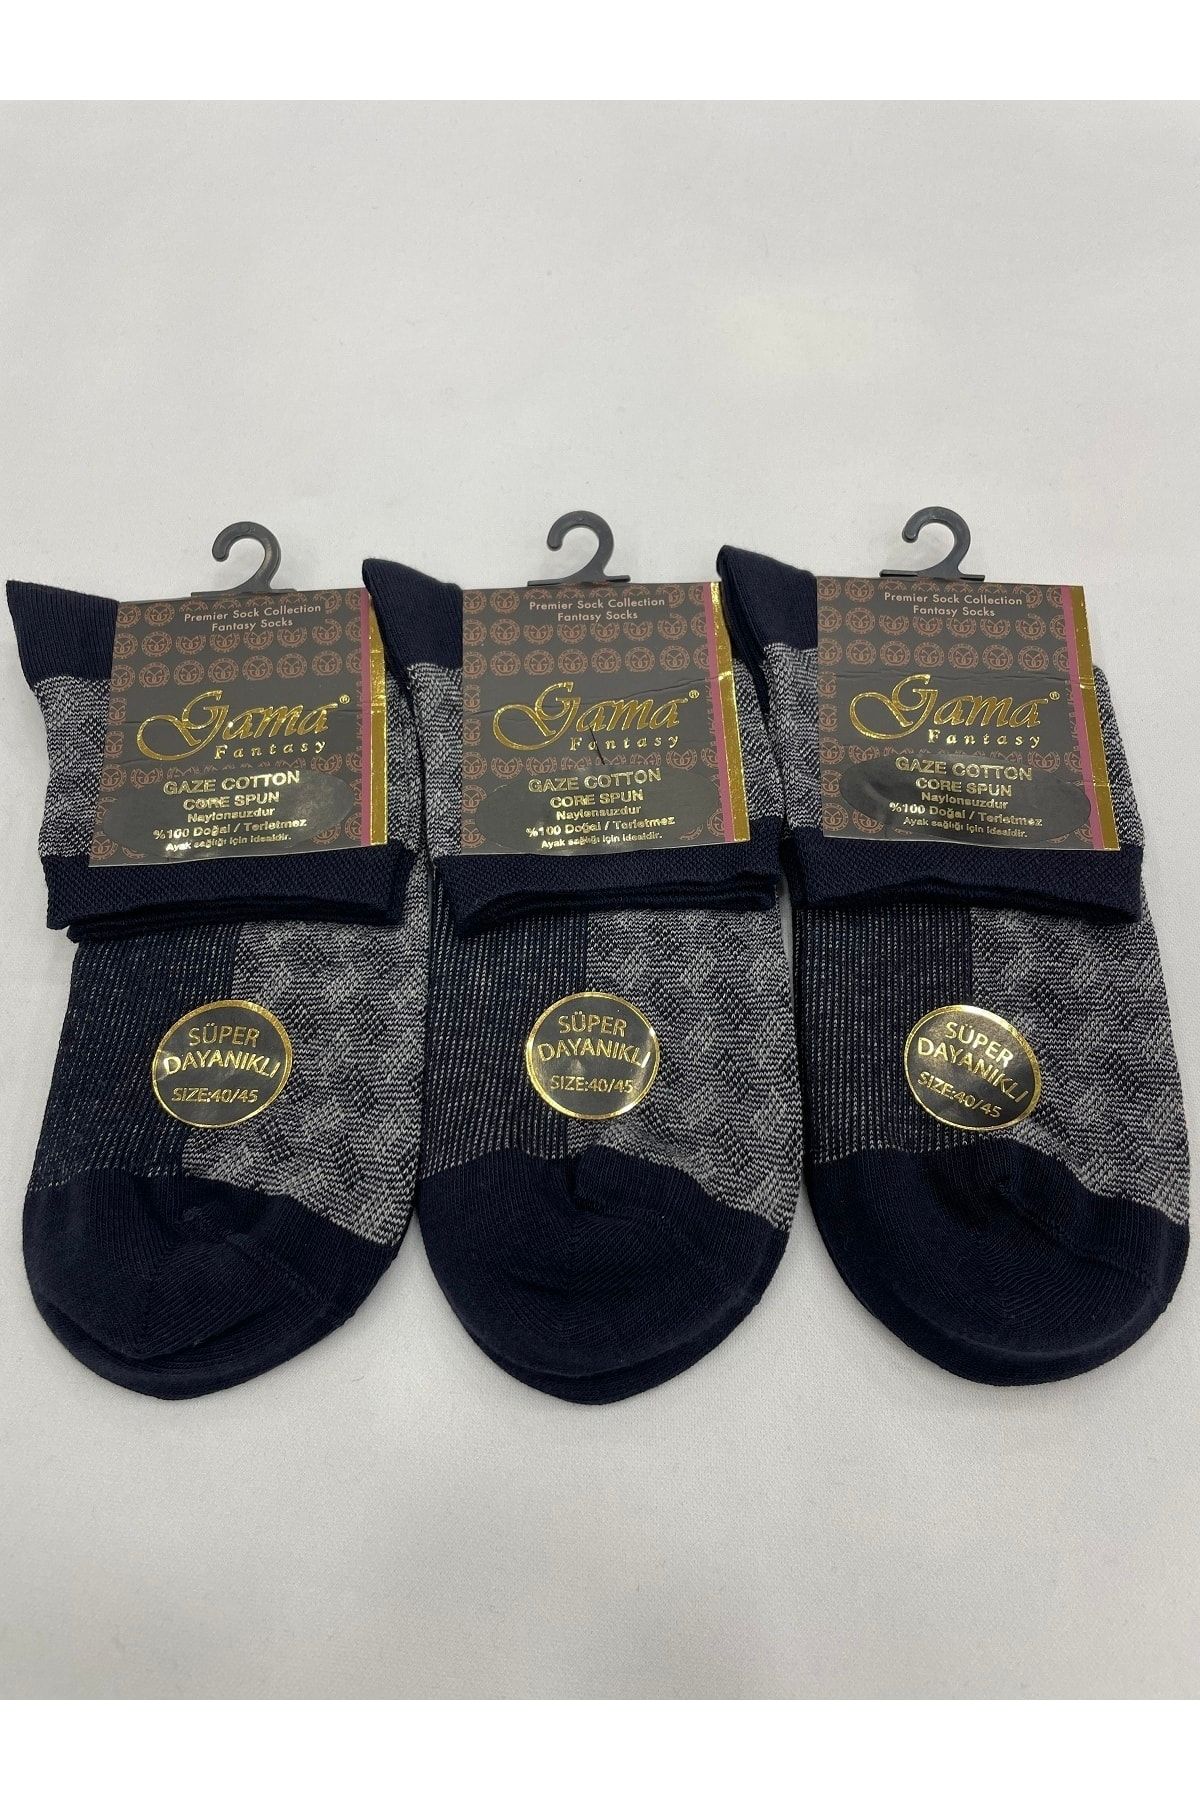 Premier Sock Collection
Fantasy Socks
Gama®
Fantasy
GAZE COTTON
CORE SPUN
Naylonsuzdur
%100 Doğal / Terletmez
Ayak sağlığı için idealdir.
SÜPER
DAYANIKLI
SIZE:40/45
Premier Sock Collection
Fantasy Socks
Gama®
Fantasy
GAZE COTTON
CORE SPUN
Naylonsuzdur
%100 Doğal / Terletmez
Ayak sağlığı için idealdir.
SÜPER
DAYANIKLI
SIZE:40/45
Premier Sock Collection
Fantasy Socks
Gama®
Fantasy
GAZE COTTON
CORE SPUN
Naylonsuzdur
%100 Doğal / Terletmez
Ayak sağlığı için idealdir.
SÜPER
DAYANIKLI
SIZE:40/45